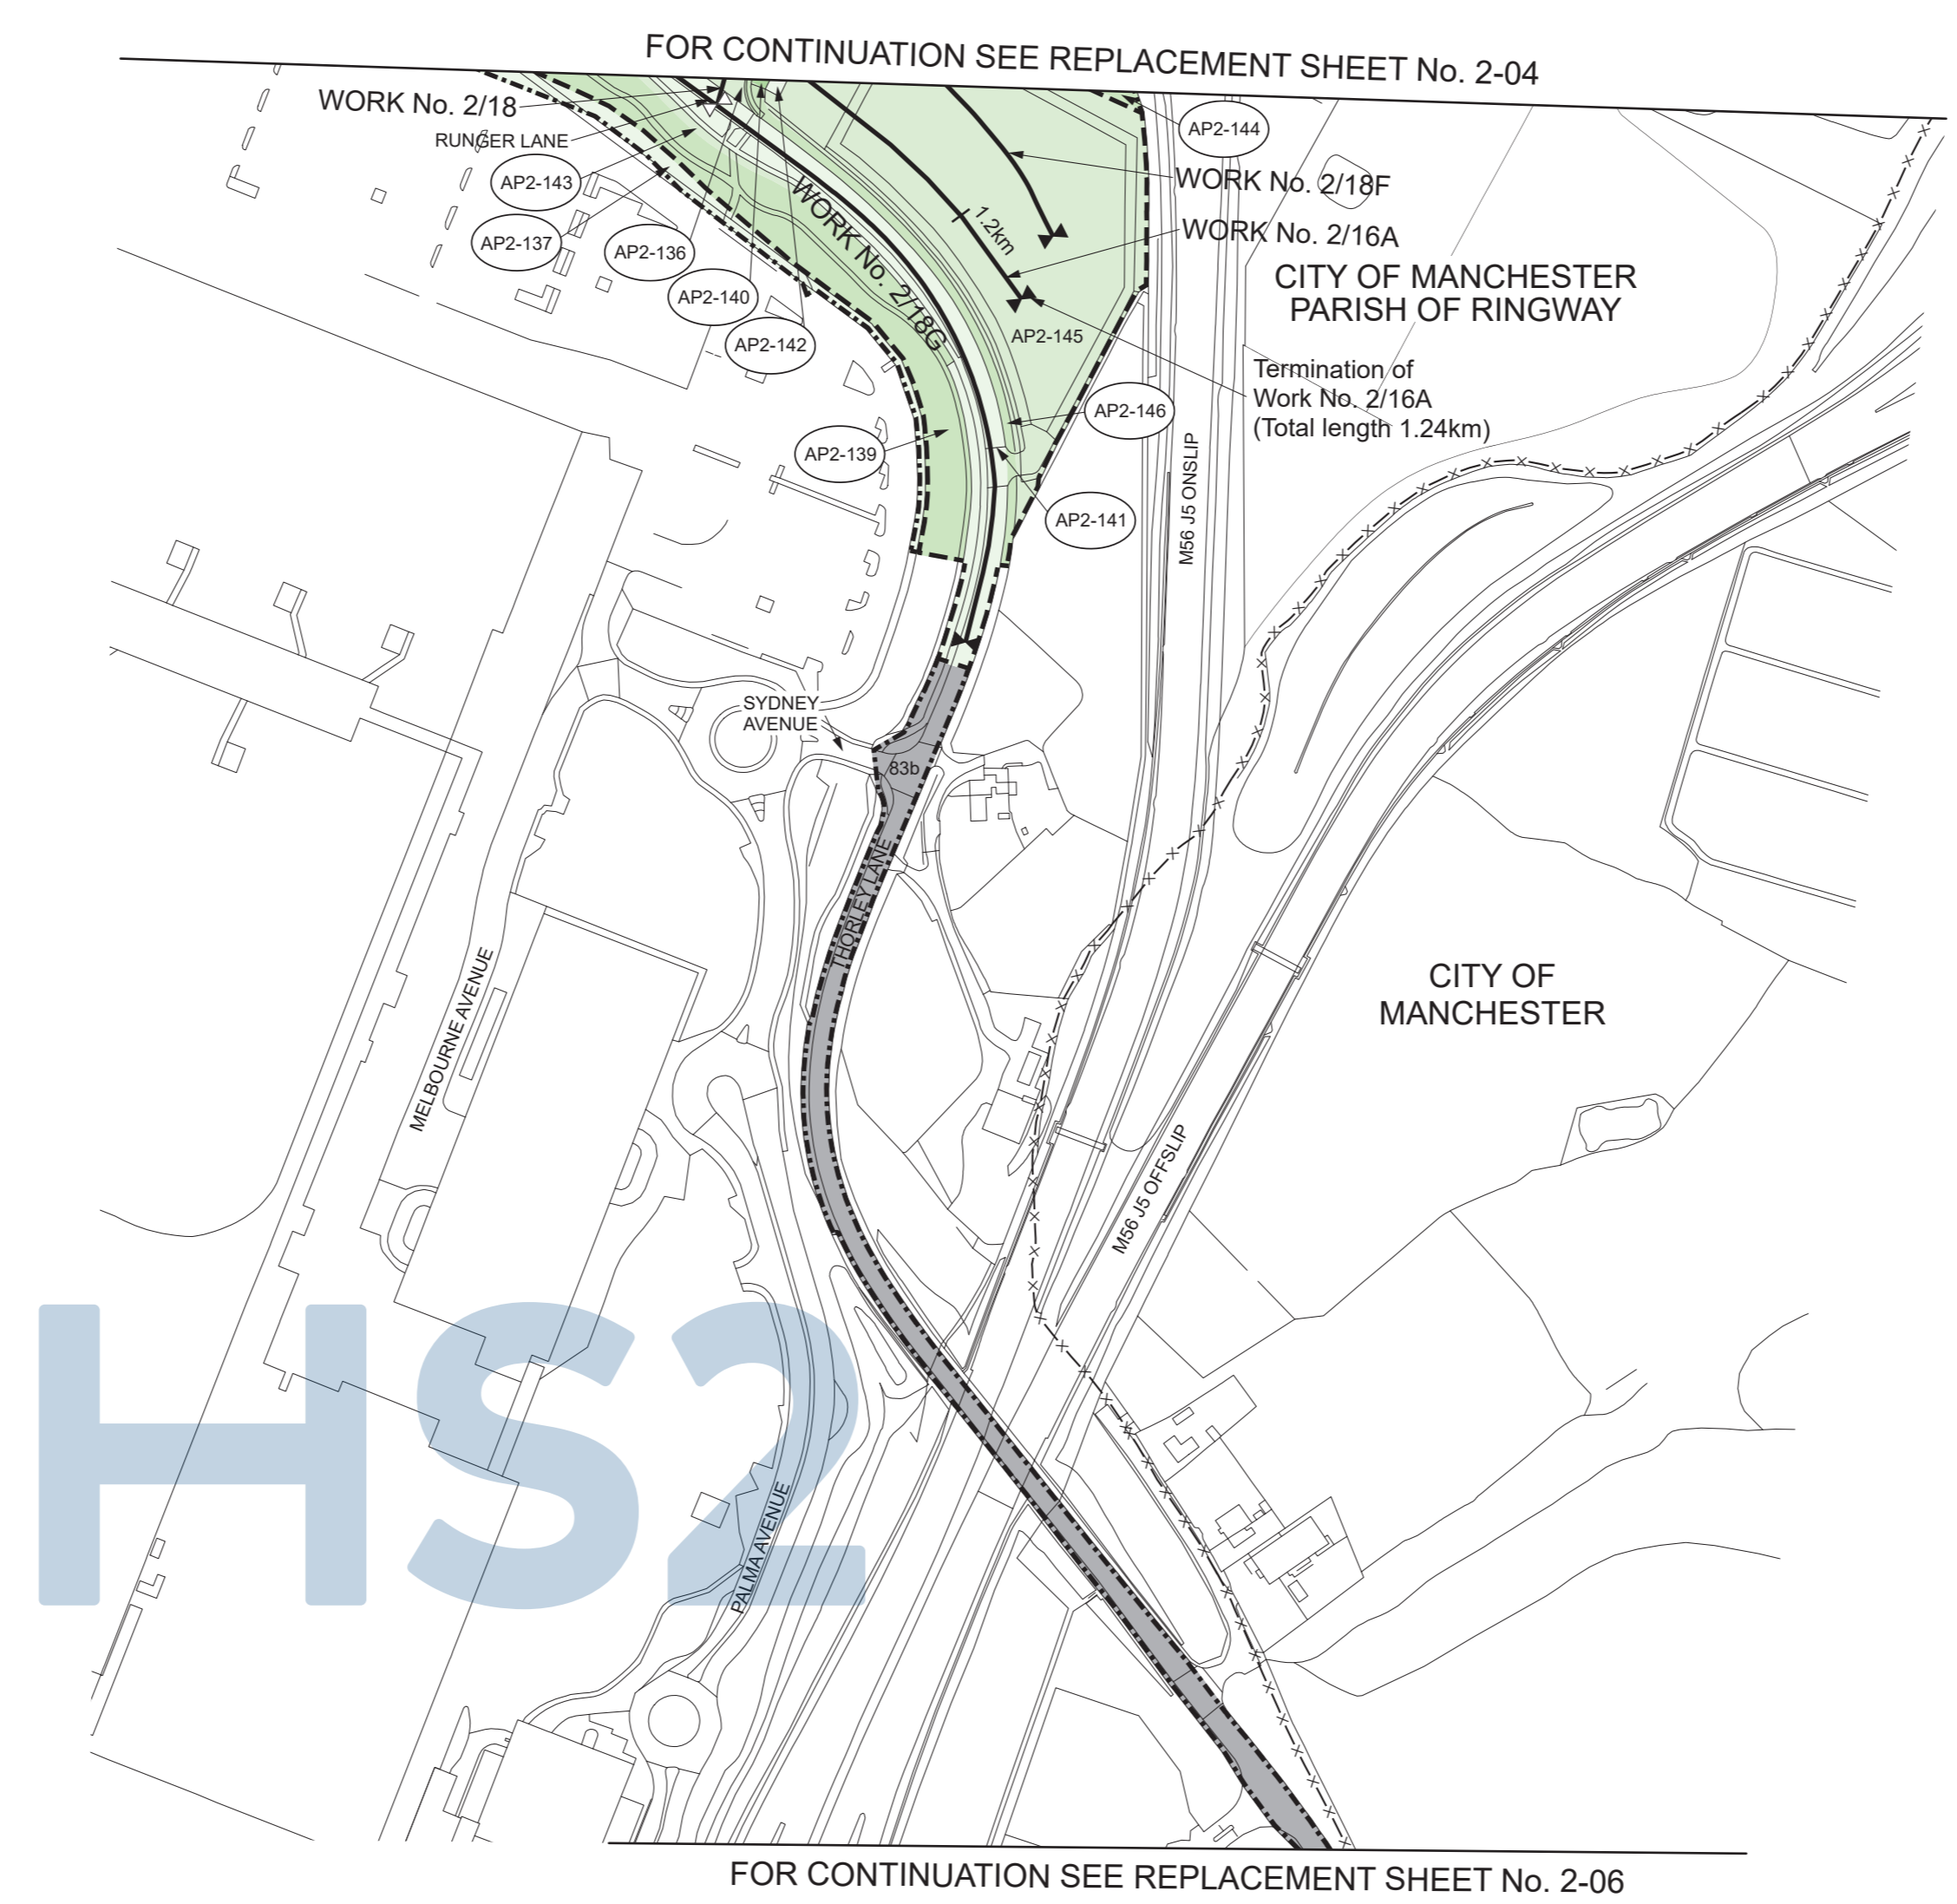 FOR CONTINUATION SEE REPLACEMENT SHEET No. 2-04
WORK No. 2/18
RUNGER LANE
AP2-143
AP2-137
AP2-136
AP2-140
AP2-142
AP2-144
WORK No. 2/18F
1.2km
WORK No. 2/16A
WORK No. 2/18G
CITY OF MANCHESTER
PARISH OF RINGWAY
AP2-145
Termination of
Work No. 2/16A
(Total length 1.24km)
AP2-146
AP2-139
AP2-141
M56 J5 ONSLIP
SYDNEY
AVENUE
83b
THORLEY LANE
MELBOURNE AVENUE
CITY OF
MANCHESTER
M56 J5 OFFSLIP
HS2
PALMA AVENUE
FOR CONTINUATION SEE REPLACEMENT SHEET No. 2-06